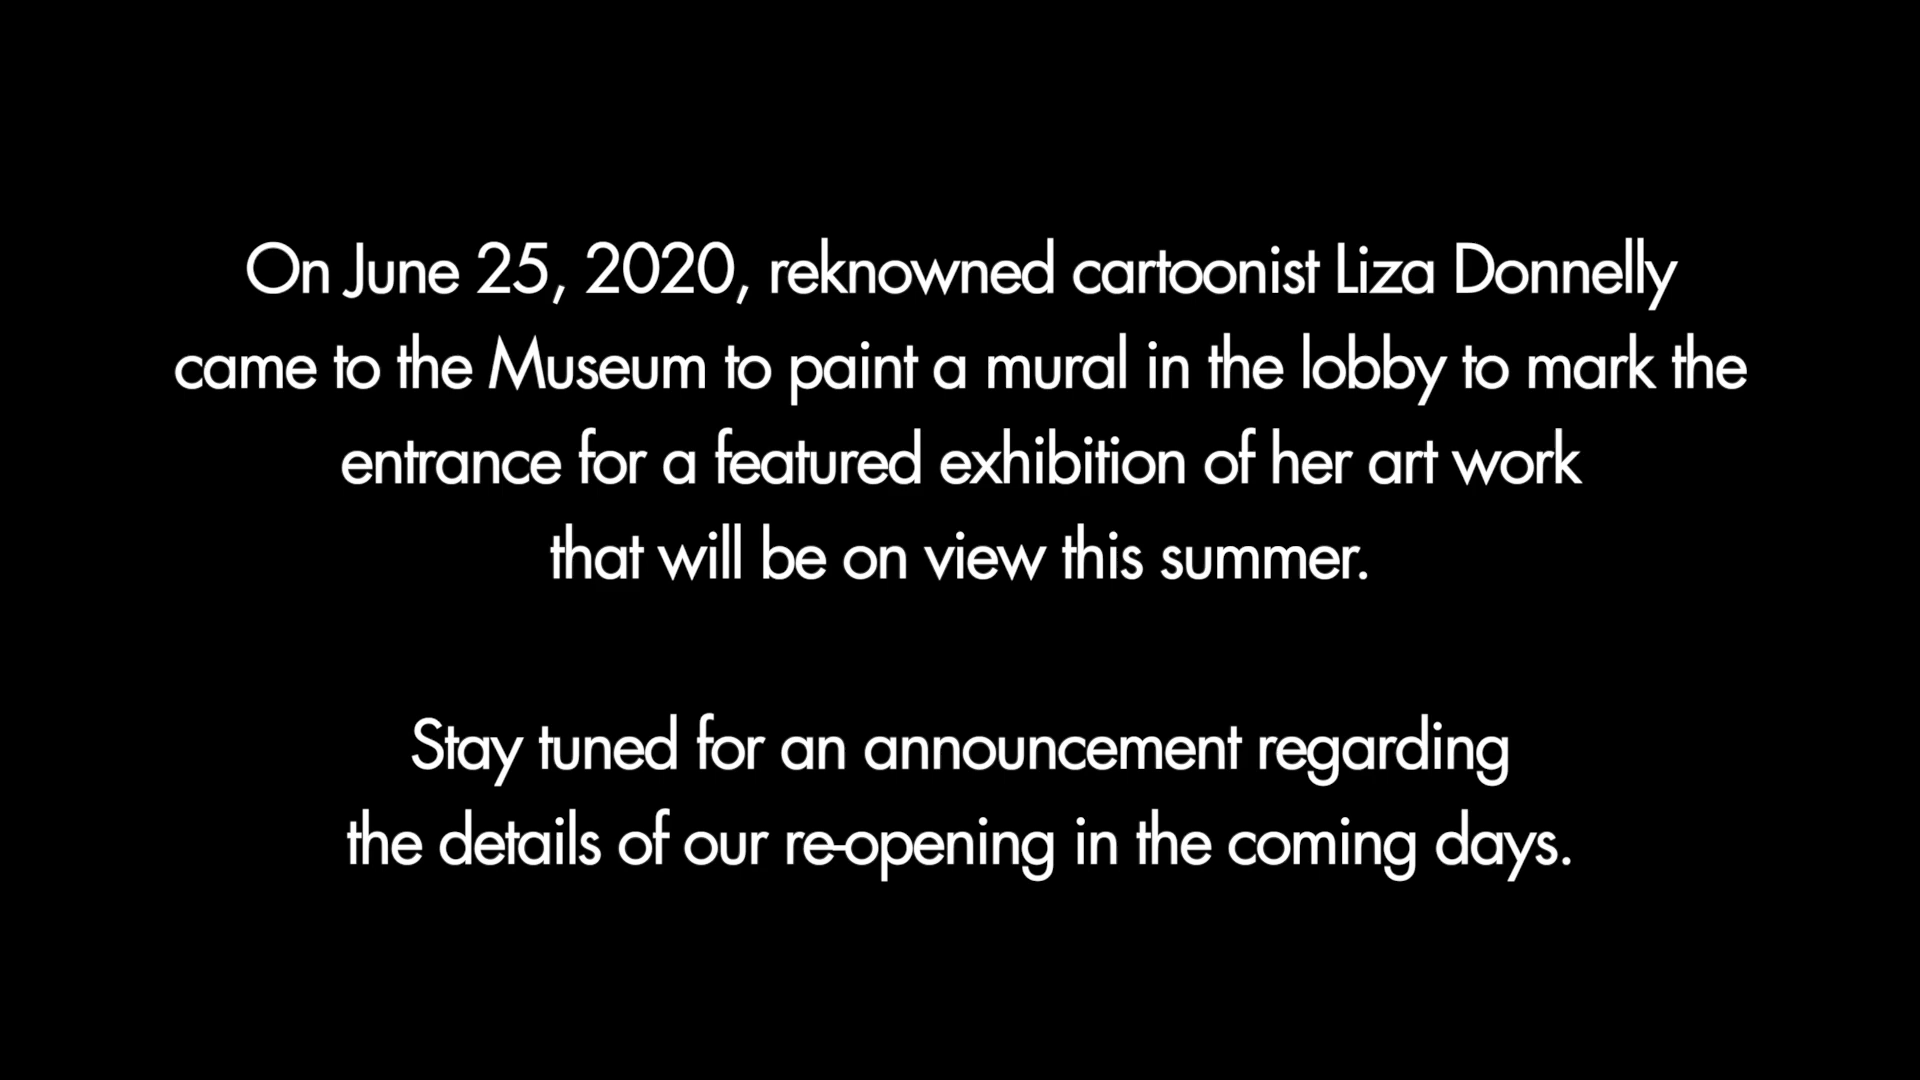 On June 25, 2020, reknowned cartoonist Liza Donnelly
came to the Museum to paint a mural in the lobby to mark the
entrance for a featured exhibition of her art work
that will be on view this summer.
Stay tuned for an announcement regarding
the details of our re-opening in the coming days.